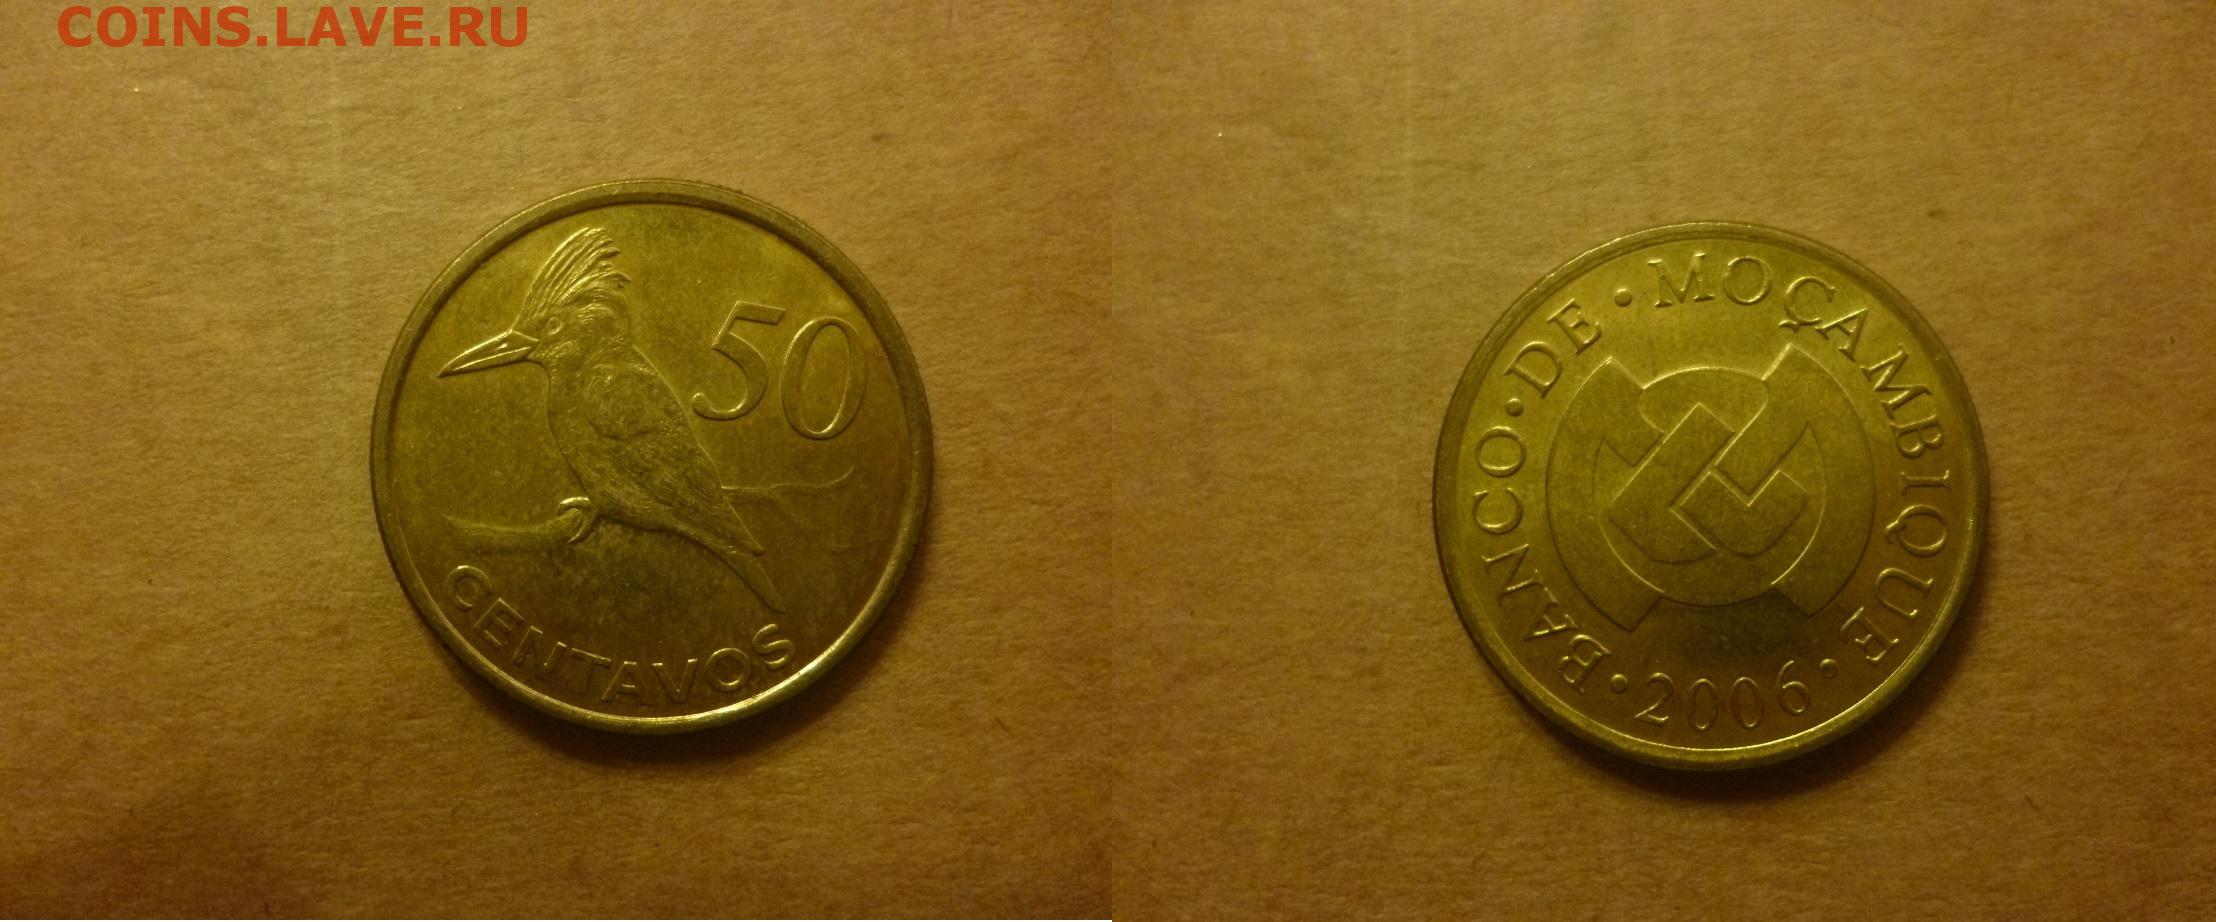 COINS.LAVE.RU
50
CENTAVOS
BANCO·DE·MOÇAMBIQUE
·2006·